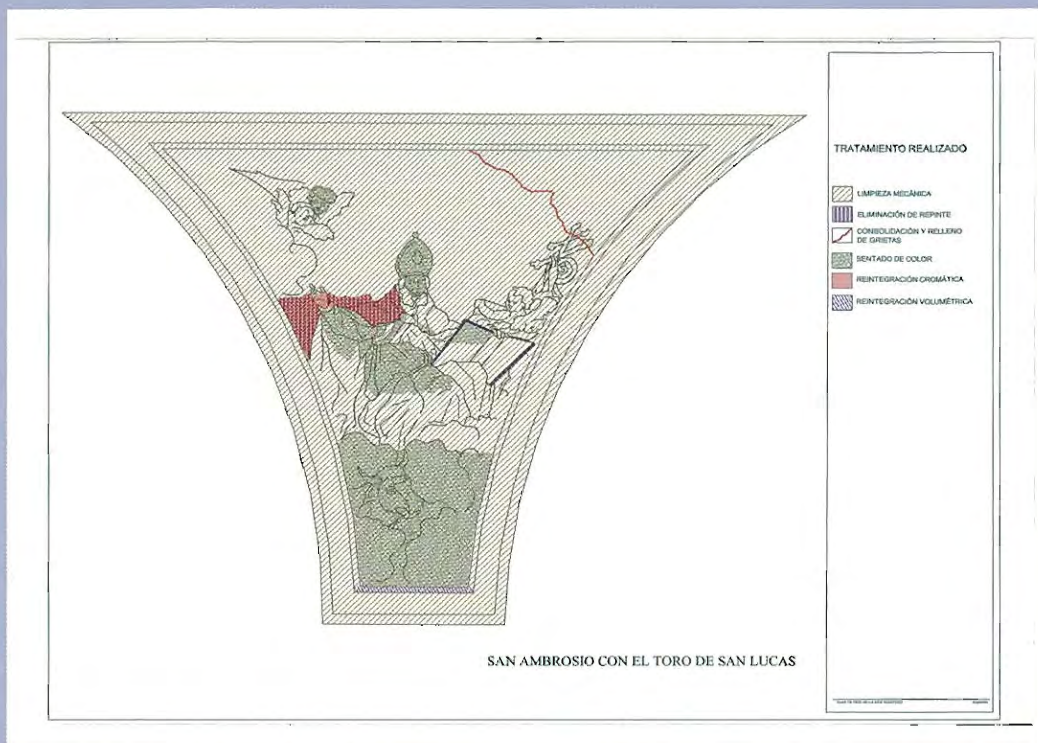 TRATAMIENTO REALIZADO
LIMPIEZA MECÁNICA
ELIMINACIÓN DE REPINTE
CONSOLIDACIÓN Y RELLENO
DE GRIETAS
SENTADO DE COLOR
REINTEGRACIÓN CROMÁTICA
REINTEGRACIÓN VOLUMÉTRICA
SAN AMBROSIO CON EL TORO DE SAN LUCAS